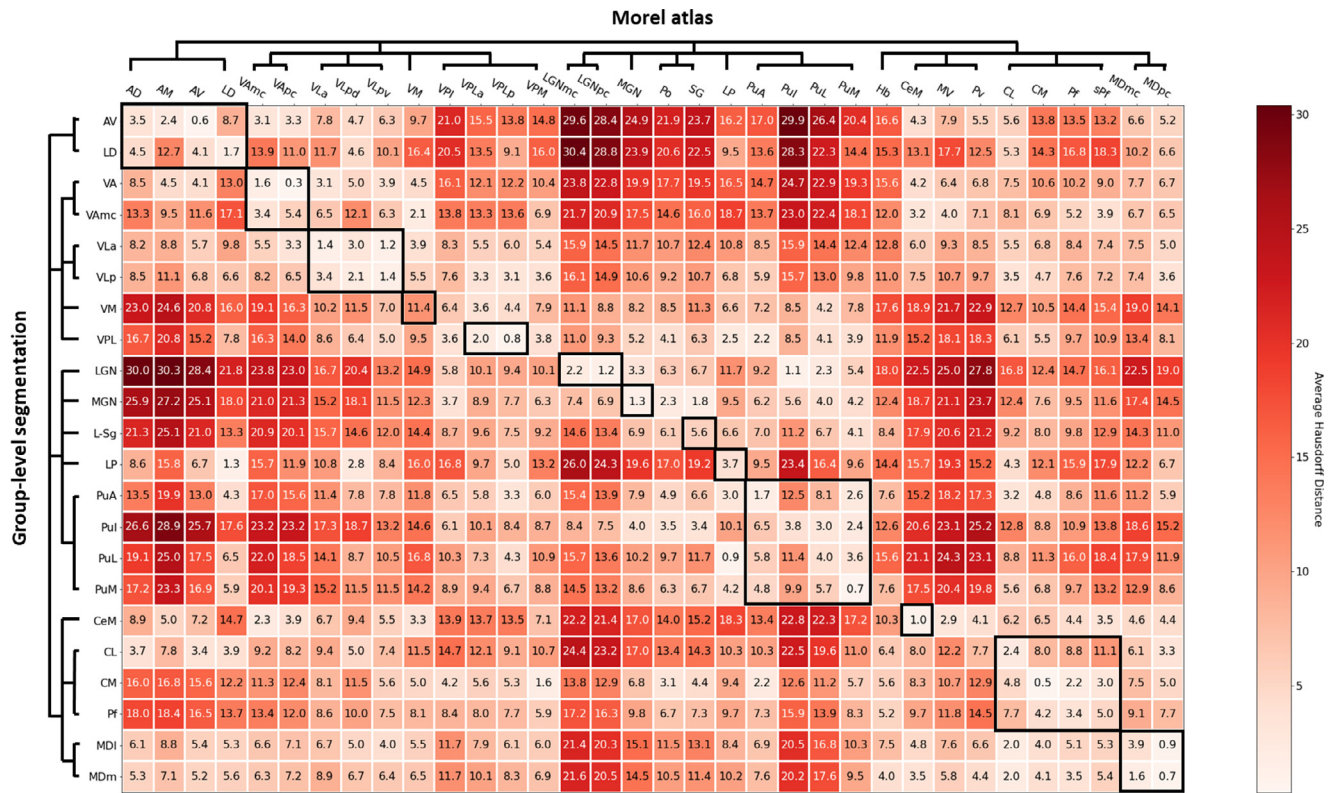 Morel atlas
AD AM AV LD VAmc VApc VLa VLpd VLpv VM VPI VPLa VPLp VPM LGNmc LGNpc MGN Po SG LP PuA PuI PuL PuM Hb CeM MV Pv CL CM Pf sPf MDmc MDpc
AV 3.5 2.4 0.6 8.7 3.1 3.3 7.8 4.7 6.3 9.7 21.0 15.5 13.8 14.8 29.6 28.4 24.9 21.9 23.7 16.2 17.0 29.9 26.4 20.4 16.6 4.3 7.9 5.5 5.6 13.8 13.5 13.2 6.6 5.2
30
LD 4.5 12.7 4.1 1.7 13.9 11.0 11.7 4.6 10.1 16.4 20.5 13.5 9.1 16.0 30.4 28.8 23.9 20.6 22.5 9.5 13.6 28.3 22.3 14.4 15.3 13.1 17.7 12.5 5.3 14.3 16.8 18.3 10.2 6.6
VA 8.5 4.5 4.1 13.0 1.6 0.3 3.1 5.0 3.9 4.5 16.1 12.1 12.2 10.4 23.8 22.8 19.9 17.7 19.5 16.5 14.7 24.7 22.9 19.3 15.6 4.2 6.4 6.8 7.5 10.6 10.2 9.0 7.7 6.7
VAmc 13.3 9.5 11.6 17.1 3.4 5.4 6.5 12.1 6.3 2.1 13.8 13.3 13.6 6.9 21.7 20.9 17.5 14.6 16.0 18.7 13.7 23.0 22.4 18.1 12.0 3.2 4.0 7.1 8.1 6.9 5.2 3.9 6.7 6.5
25
VLa 8.2 8.8 5.7 9.8 5.5 3.3 1.4 3.0 1.2 3.9 8.3 5.5 6.0 5.4 15.9 14.5 11.7 10.7 12.4 10.8 8.5 15.9 14.4 12.4 12.8 6.0 9.3 8.5 5.5 6.8 8.4 7.4 7.5 5.0
VLp 8.5 11.1 6.8 6.6 8.2 6.5 3.4 2.1 1.4 5.5 7.6 3.3 3.1 3.6 16.1 14.9 10.6 9.2 10.7 6.8 5.9 15.7 13.0 9.8 11.0 7.5 10.7 9.7 3.5 4.7 7.6 7.2 7.4 3.6
20
VM 23.0 24.6 20.8 16.0 19.1 16.3 10.2 11.5 7.0 11.4 6.4 3.6 4.4 7.9 11.1 8.8 8.2 8.5 11.3 6.6 7.2 8.5 4.2 7.8 17.6 18.9 21.7 22.9 12.7 10.5 14.4 15.4 19.0 14.1
VPL 16.7 20.8 15.2 7.8 16.3 14.0 8.6 6.4 5.0 9.5 3.6 2.0 0.8 3.8 11.0 9.3 5.2 4.1 6.3 2.5 2.2 8.5 4.1 3.9 11.9 15.2 18.1 18.3 6.1 5.5 9.7 10.9 13.4 8.1
LGN 30.0 30.3 28.4 21.8 23.8 23.0 16.7 20.4 13.2 14.9 5.8 10.1 9.4 10.1 2.2 1.2 3.3 6.3 6.7 11.7 9.2 1.1 2.3 5.4 18.0 22.5 25.0 27.8 16.8 12.4 14.7 16.1 22.5 19.0
MGN 25.9 27.2 25.1 18.0 21.0 21.3 15.2 18.1 11.5 12.3 3.7 8.9 7.7 6.3 7.4 6.9 1.3 2.3 1.8 9.5 6.2 5.6 4.0 4.2 12.4 18.7 21.1 23.7 12.4 7.6 9.5 11.6 17.4 14.5
15
L-Sg 21.3 25.1 21.0 13.3 20.9 20.1 15.7 14.6 12.0 14.4 8.7 9.6 7.5 9.2 14.6 13.4 6.9 6.1 5.6 6.6 7.0 11.2 6.7 4.1 8.4 17.9 20.6 21.2 9.2 8.0 9.8 12.9 14.3 11.0
LP 8.6 15.8 6.7 1.3 15.7 11.9 10.8 2.8 8.4 16.0 16.8 9.7 5.0 13.2 26.0 24.3 19.6 17.0 19.2 3.7 9.5 23.4 16.4 9.6 14.4 15.7 19.3 15.2 4.3 12.1 15.9 17.9 12.2 6.7
PuA 13.5 19.9 13.0 4.3 17.0 15.6 11.4 7.8 7.8 11.8 6.5 5.8 3.3 6.0 15.4 13.9 7.9 4.9 6.6 3.0 1.7 12.5 8.1 2.6 7.6 15.2 18.2 17.3 3.2 4.8 8.6 11.6 11.2 5.9
PuI 26.6 28.9 25.7 17.6 23.2 23.2 17.3 18.7 13.2 14.6 6.1 10.1 8.4 8.7 8.4 7.5 4.0 3.5 3.4 10.1 6.5 3.8 3.0 2.4 12.6 20.6 23.1 25.2 12.8 8.8 10.9 13.8 18.6 15.2
10
PuL 19.1 25.0 17.5 6.5 22.0 18.5 14.1 8.7 10.5 16.8 10.3 7.3 4.3 10.9 15.7 13.6 10.2 9.7 11.7 0.9 5.8 11.4 4.0 3.6 15.6 21.1 24.3 23.1 8.8 11.3 16.0 18.4 17.9 11.9
PuM 17.2 23.3 16.9 5.9 20.1 19.3 15.2 11.5 11.5 14.2 8.9 9.4 6.7 8.8 14.5 13.2 8.6 6.3 6.7 4.2 4.8 9.9 5.7 0.7 7.6 17.5 20.4 19.8 5.6 6.8 9.7 13.2 12.9 8.6
CeM 8.9 5.0 7.2 14.7 2.3 3.9 6.7 9.4 5.5 3.3 13.9 13.7 13.5 7.1 22.2 21.4 17.0 14.0 15.2 18.3 13.4 22.8 22.3 17.2 10.3 1.0 2.9 4.1 6.2 6.5 4.4 3.5 4.6 4.4
CL 3.7 7.8 3.4 3.9 9.2 8.2 9.4 5.0 7.4 11.5 14.7 12.1 9.1 10.7 24.4 23.2 17.0 13.4 14.3 10.3 10.3 22.5 19.6 11.0 6.4 8.0 12.2 7.7 2.4 8.0 8.8 11.1 6.1 3.3
5
CM 16.0 16.8 15.6 12.2 11.3 12.4 8.1 11.5 5.6 5.0 4.2 5.6 5.3 1.6 13.8 12.9 6.8 3.1 4.4 9.4 2.2 12.6 11.2 5.7 5.6 8.3 10.7 12.9 4.8 0.5 2.2 3.0 7.5 5.0
Pf 18.0 18.4 16.5 13.7 13.4 12.0 8.6 10.0 7.5 8.1 8.4 8.0 7.7 5.9 17.2 16.3 9.8 6.7 7.3 9.7 7.3 15.9 13.9 8.3 5.2 9.7 11.8 14.5 7.7 4.2 3.4 5.0 9.1 7.7
MDl 6.1 8.8 5.4 5.3 6.6 7.1 6.7 5.0 4.0 5.5 11.7 7.9 6.1 6.0 21.4 20.3 15.1 11.5 13.1 8.4 6.9 20.5 16.8 10.3 7.5 4.8 7.6 6.6 2.0 4.0 5.1 5.3 3.9 0.9
MDm 5.3 7.1 5.2 5.6 6.3 7.2 8.9 6.7 6.4 6.5 11.7 10.1 8.3 6.9 21.6 20.5 14.5 10.5 11.4 10.2 7.6 20.2 17.6 9.5 4.0 3.5 5.8 4.4 2.0 4.1 3.5 5.4 1.6 0.7
Group-level segmentation
Average Hausdorff Distance